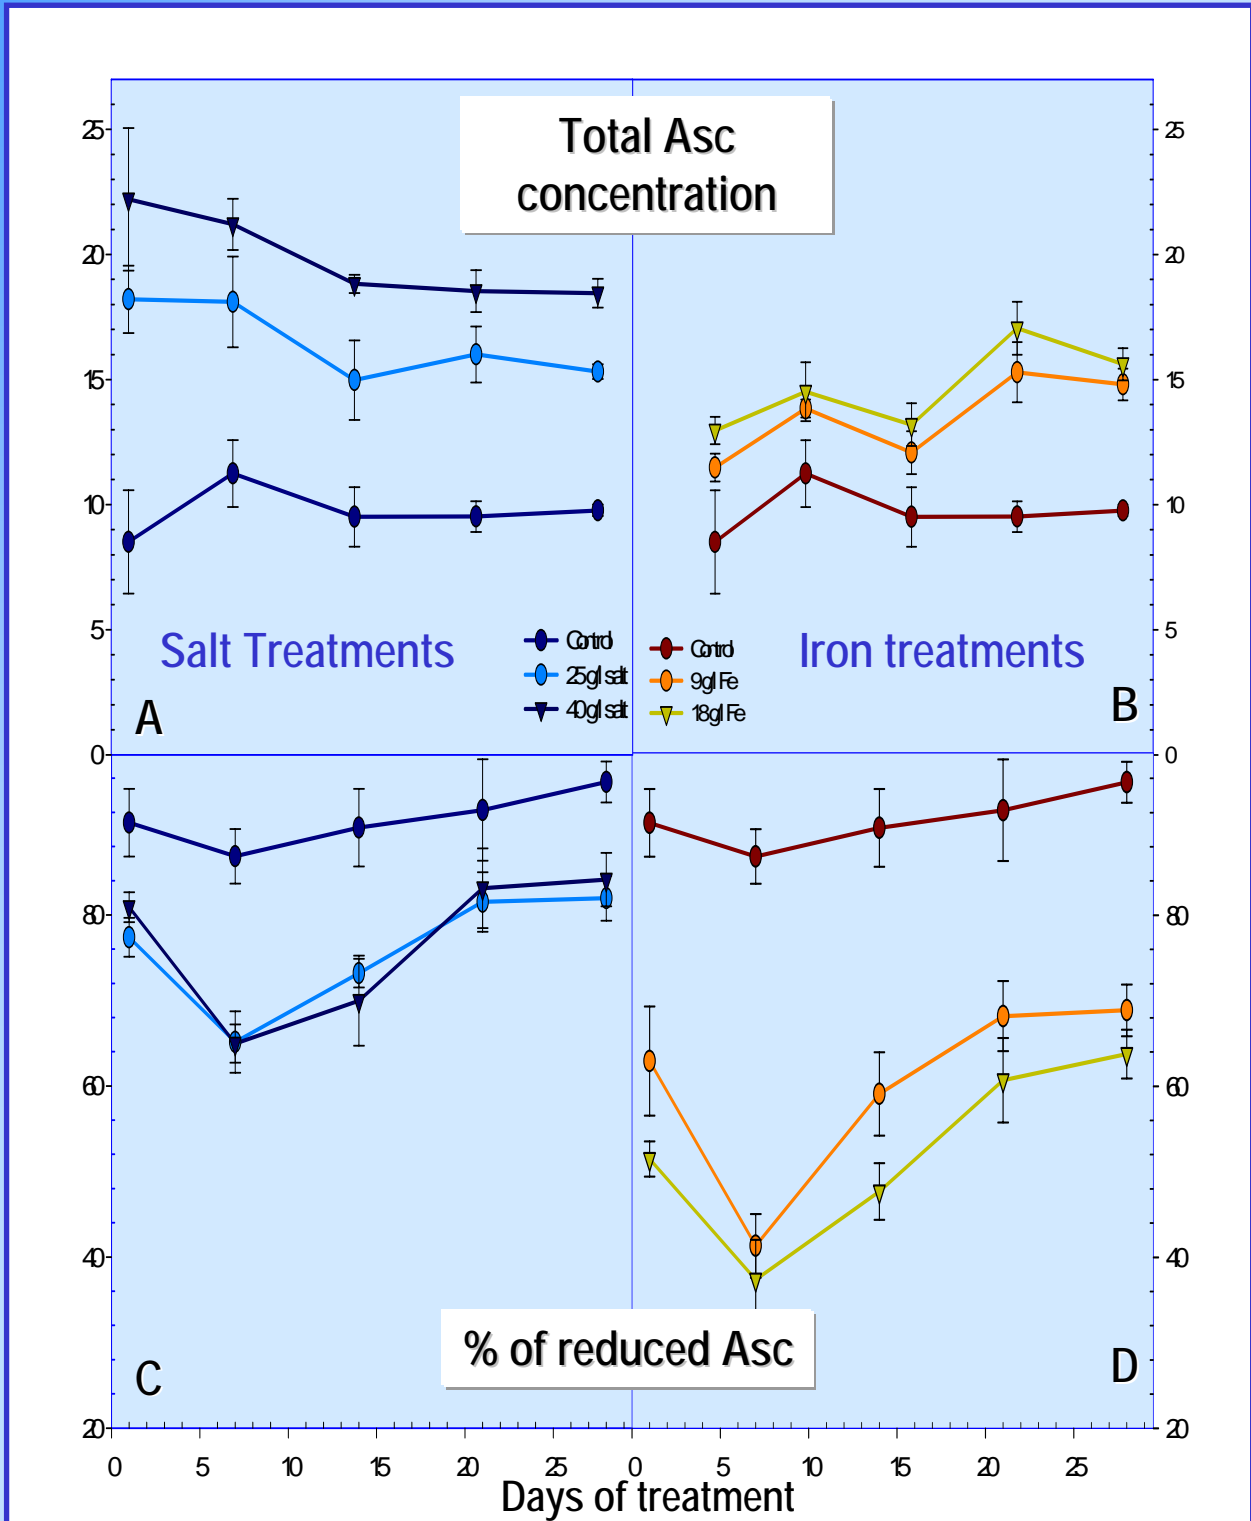 Total Asc
concentration
25
20
15
10
5
0
25
20
15
10
5
0
Salt Treatments
Control
25g/l salt
40g/l salt
A
Control
9g/l Fe
18g/l Fe
Iron treatments
B
80
60
40
20
80
60
40
20
% of reduced Asc
C
D
0 5 10 15 20 25 0 5 10 15 20 25
Days of treatment